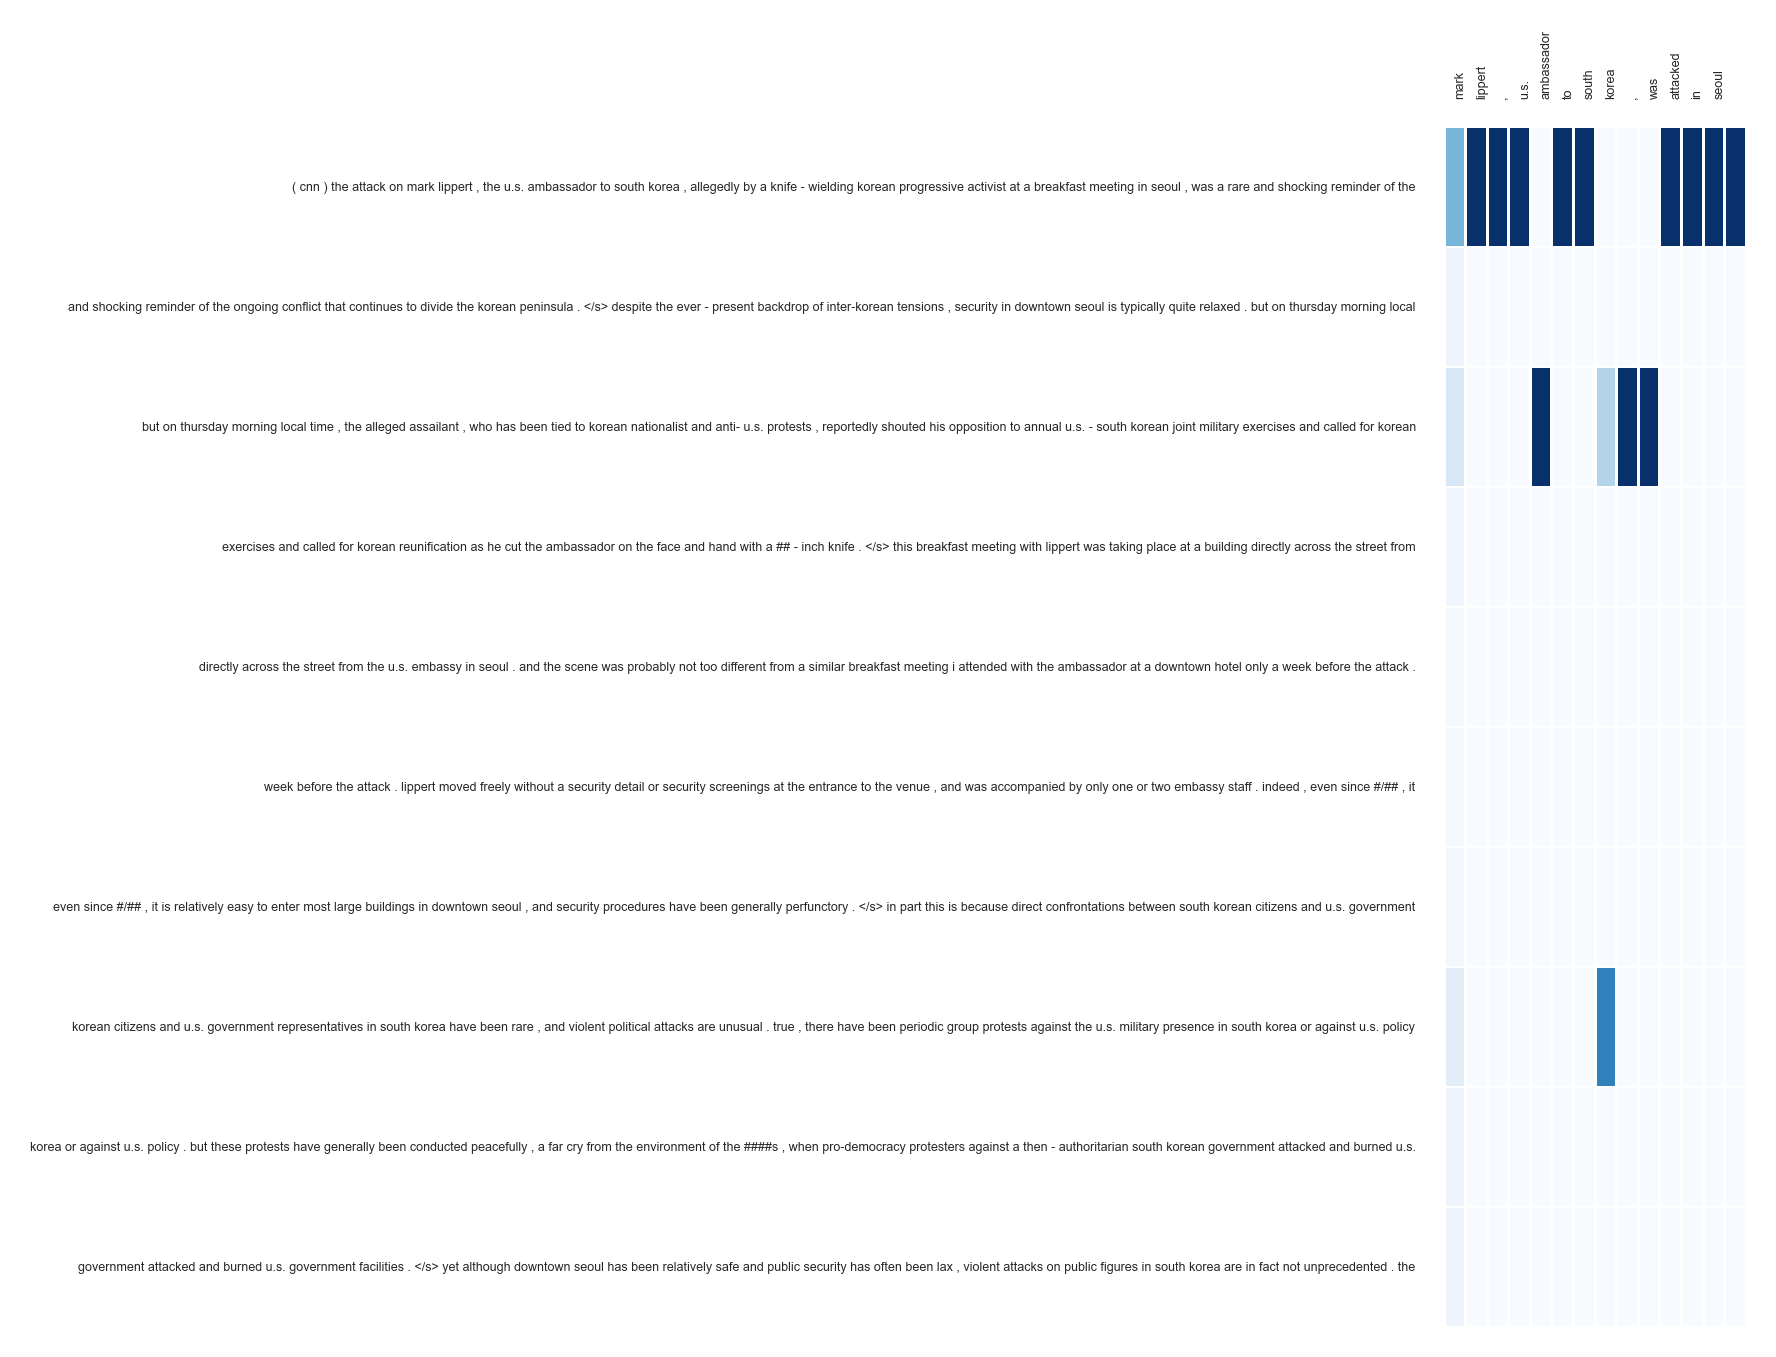 mark
lippert
,
u.s.
ambassador
to
south
korea
,
was
attacked
in
seoul
( cnn ) the attack on mark lippert , the u.s. ambassador to south korea , allegedly by a knife - wielding korean progressive activist at a breakfast meeting in seoul , was a rare and shocking reminder of the
and shocking reminder of the ongoing conflict that continues to divide the korean peninsula . </s> despite the ever - present backdrop of inter-korean tensions , security in downtown seoul is typically quite relaxed . but on thursday morning local
but on thursday morning local time , the alleged assailant , who has been tied to korean nationalist and anti- u.s. protests , reportedly shouted his opposition to annual u.s. - south korean joint military exercises and called for korean
exercises and called for korean reunification as he cut the ambassador on the face and hand with a ## - inch knife . </s> this breakfast meeting with lippert was taking place at a building directly across the street from
directly across the street from the u.s. embassy in seoul . and the scene was probably not too different from a similar breakfast meeting i attended with the ambassador at a downtown hotel only a week before the attack .
week before the attack . lippert moved freely without a security detail or security screenings at the entrance to the venue , and was accompanied by only one or two embassy staff . indeed , even since #/## , it
even since #/## , it is relatively easy to enter most large buildings in downtown seoul , and security procedures have been generally perfunctory . </s> in part this is because direct confrontations between south korean citizens and u.s. government
korean citizens and u.s. government representatives in south korea have been rare , and violent political attacks are unusual . true , there have been periodic group protests against the u.s. military presence in south korea or against u.s. policy
korea or against u.s. policy . but these protests have generally been conducted peacefully , a far cry from the environment of the ####s , when pro-democracy protesters against a then - authoritarian south korean government attacked and burned u.s.
government attacked and burned u.s. government facilities . </s> yet although downtown seoul has been relatively safe and public security has often been lax , violent attacks on public figures in south korea are in fact not unprecedented . the